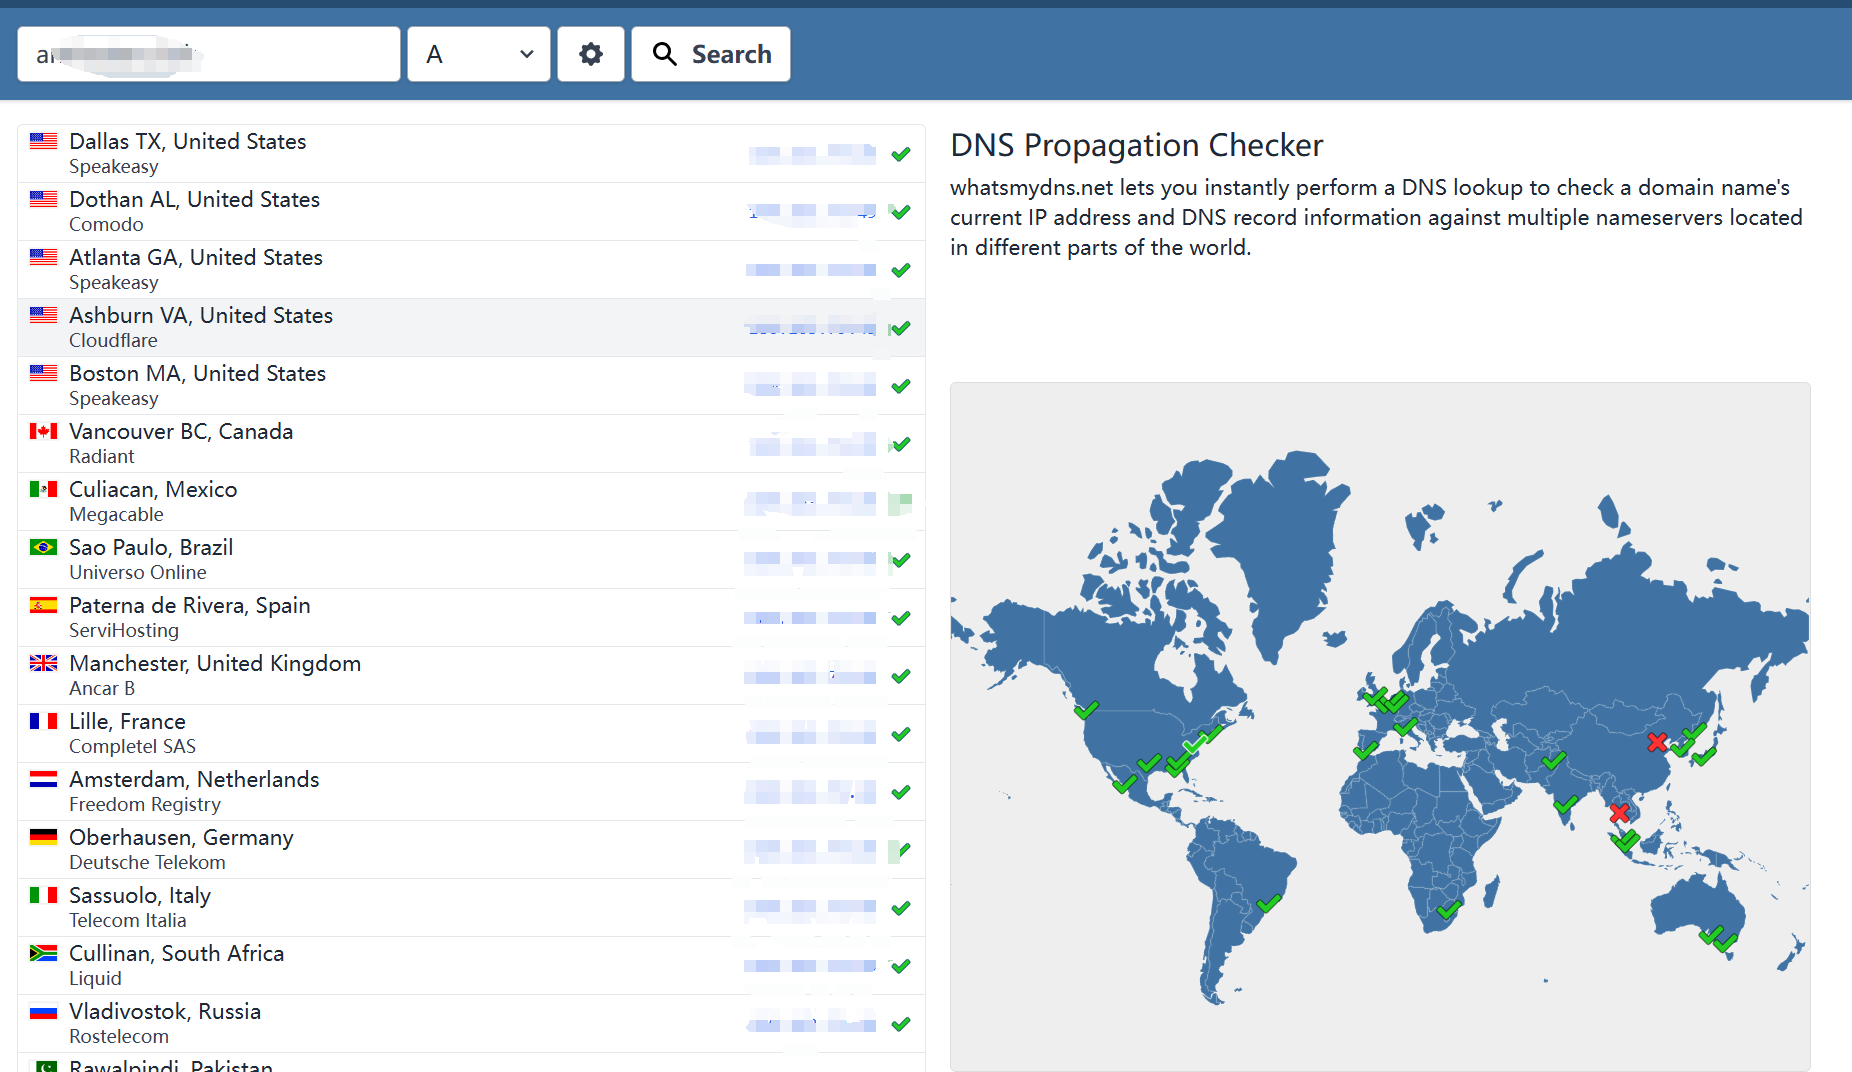 A
Search
Dallas TX, United States
Speakeasy
Dothan AL, United States
Comodo
Atlanta GA, United States
Speakeasy
Ashburn VA, United States
Cloudflare
Boston MA, United States
Speakeasy
Vancouver BC, Canada
Radiant
Culiacan, Mexico
Megacable
Sao Paulo, Brazil
Universo Online
Paterna de Rivera, Spain
ServiHosting
Manchester, United Kingdom
Ancar B
Lille, France
Completel SAS
Amsterdam, Netherlands
Freedom Registry
Oberhausen, Germany
Deutsche Telekom
Sassuolo, Italy
Telecom Italia
Cullinan, South Africa
Liquid
Vladivostok, Russia
Rostelecom
Rawalpindi, Pakistan
DNS Propagation Checker
whatsmydns.net lets you instantly perform a DNS lookup to check a domain name's
current IP address and DNS record information against multiple nameservers located
in different parts of the world.